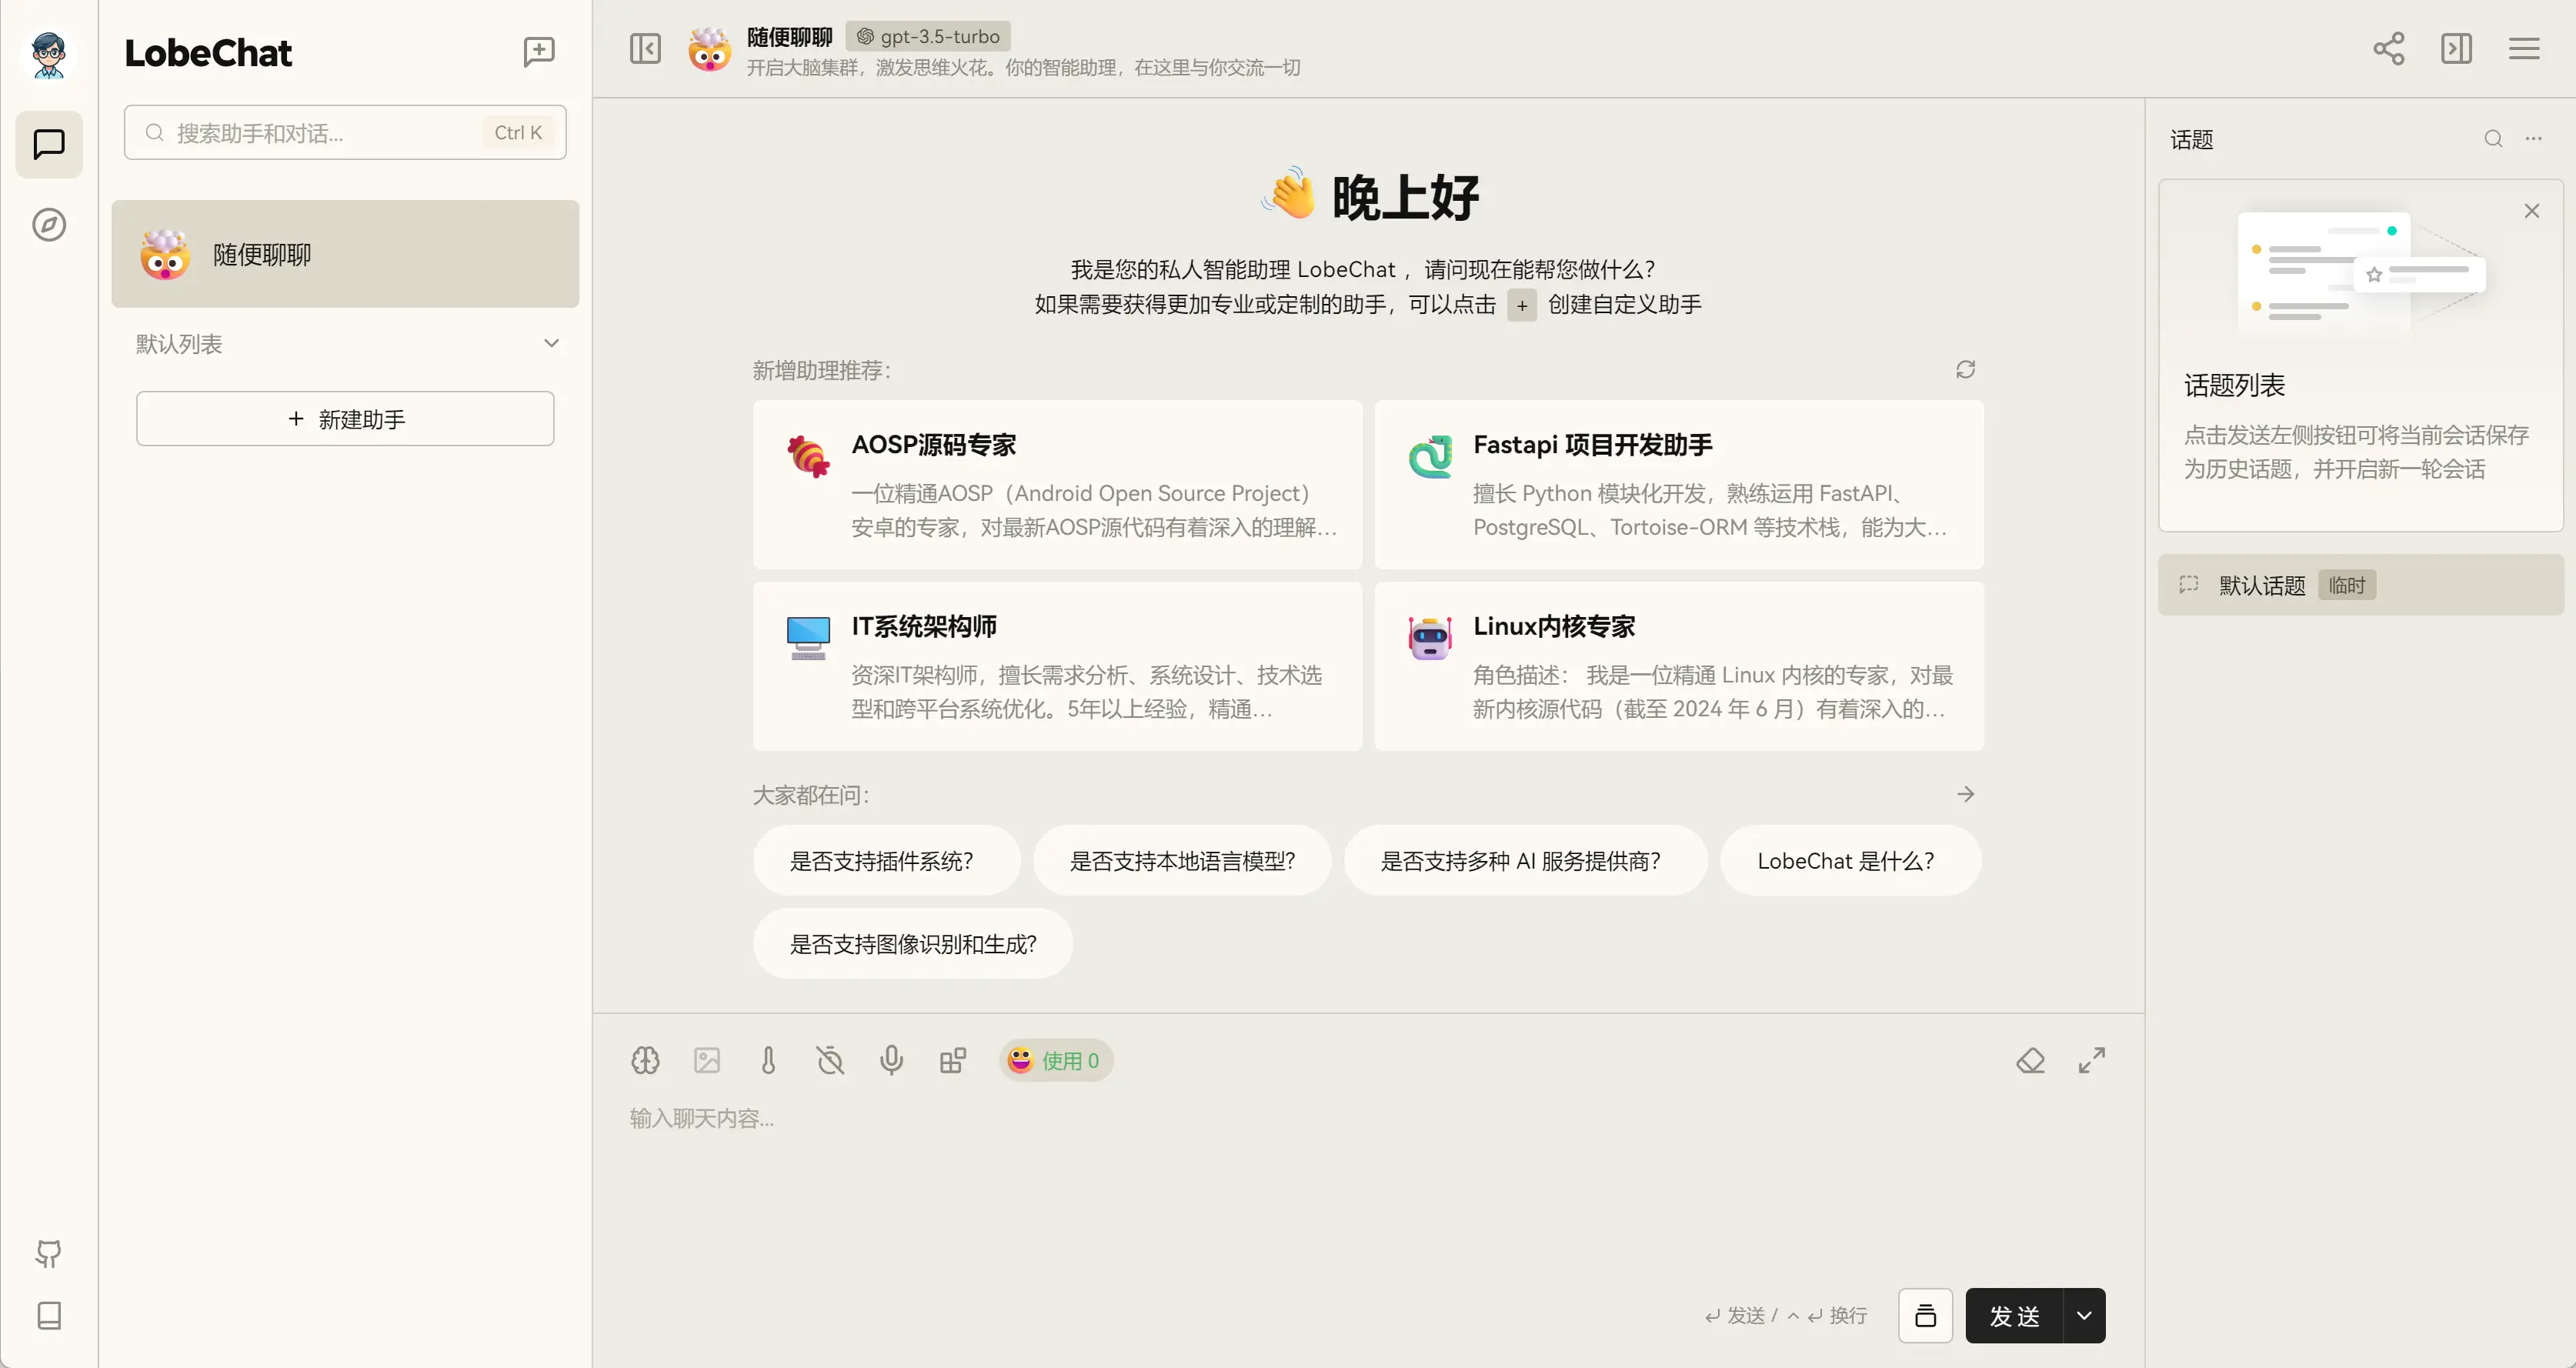 LobeChat
搜索助手和对话...
Ctrl K
随便聊聊
默认列表
+ 新建助手
随便聊聊
gpt-3.5-turbo
开启大脑集群，激发思维火花。你的智能助理，在这里与你交流一切
👋 晚上好
我是您的私人智能助理 LobeChat ，请问现在能帮您做什么？
如果需要获得更加专业或定制的助手，可以点击 + 创建自定义助手
新增助理推荐：
AOSP源码专家
一位精通AOSP（Android Open Source Project）
安卓的专家，对最新AOSP源代码有着深入的理解…
Fastapi 项目开发助手
擅长 Python 模块化开发，熟练运用 FastAPI、
PostgreSQL、Tortoise-ORM 等技术栈，能为大…
IT系统架构师
资深IT架构师，擅长需求分析、系统设计、技术选
型和跨平台系统优化。5年以上经验，精通…
Linux内核专家
角色描述： 我是一位精通 Linux 内核的专家，对最
新内核源代码（截至 2024 年 6 月）有着深入的…
大家都在问：
是否支持插件系统？
是否支持本地语言模型？
是否支持多种 AI 服务提供商？
LobeChat 是什么？
是否支持图像识别和生成？
使用 0
输入聊天内容...
↵ 发送 / ^ ↵ 换行
发 送
话题
话题列表
点击发送左侧按钮可将当前会话保存
为历史话题，并开启新一轮会话
默认话题
临时